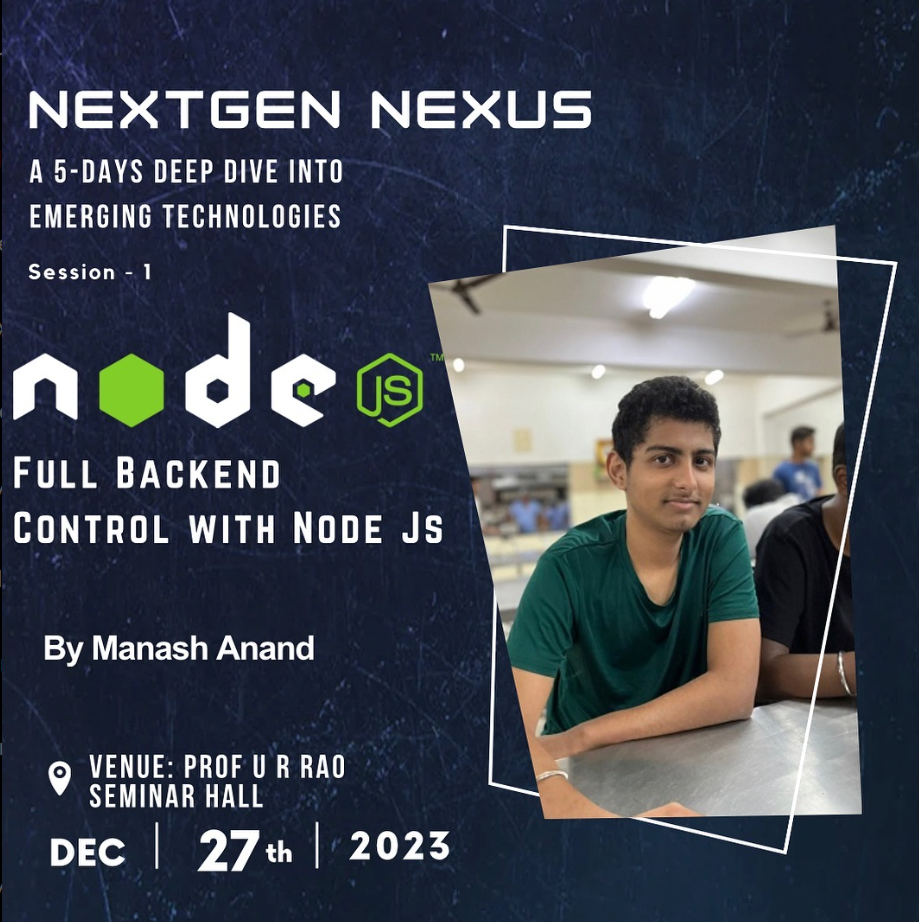 NEXTGEN NEXUS
A 5-DAYS DEEP DIVE INTO
EMERGING TECHNOLOGIES
Session - 1
node JS ™
FULL BACKEND
CONTROL WITH NODE JS
By Manash Anand
VENUE: PROF U R RAO
SEMINAR HALL
DEC 27th 2023